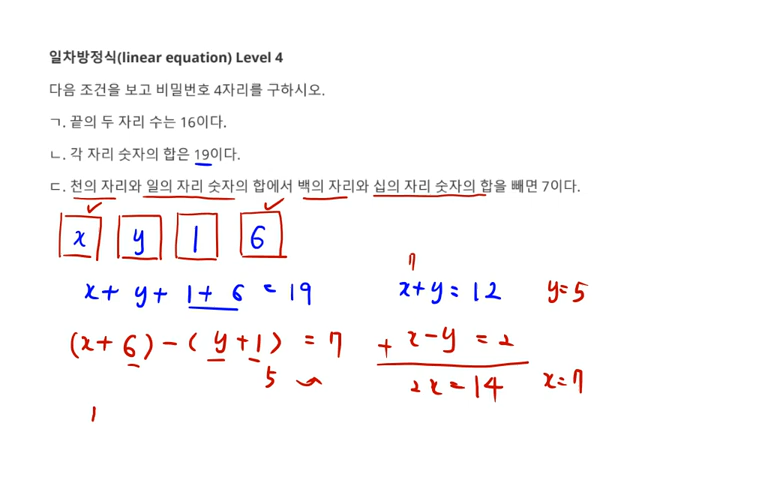 일차방정식(linear equation) Level 4
다음 조건을 보고 비밀번호 4자리를 구하시오.
ㄱ. 끝의 두 자리 수는 16이다.
ㄴ. 각 자리 숫자의 합은 19이다.
ㄷ. 천의 자리와 일의 자리 숫자의 합에서 백의 자리와 십의 자리 숫자의 합을 빼면 7이다.
x y 1 6
7
x + y + 1 + 6 = 19
x + y = 12 y = 5
(x + 6) - (y + 1) = 7
+ x - y = 2
5
2x = 14 x = 7